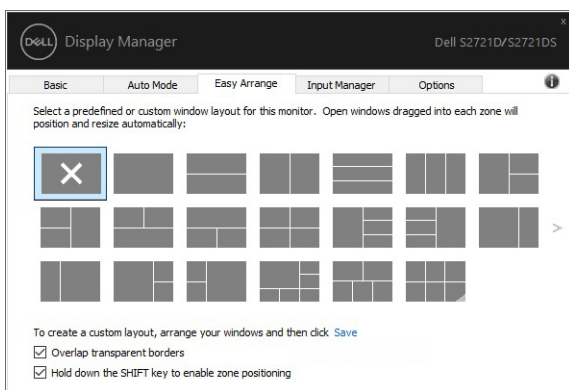 DELL Display Manager Dell S2721D/S2721DS
Basic Auto Mode Easy Arrange Input Manager Options
Select a predefined or custom window layout for this monitor. Open windows dragged into each zone will
position and resize automatically:
To create a custom layout, arrange your windows and then click Save
Overlap transparent borders
Hold down the SHIFT key to enable zone positioning